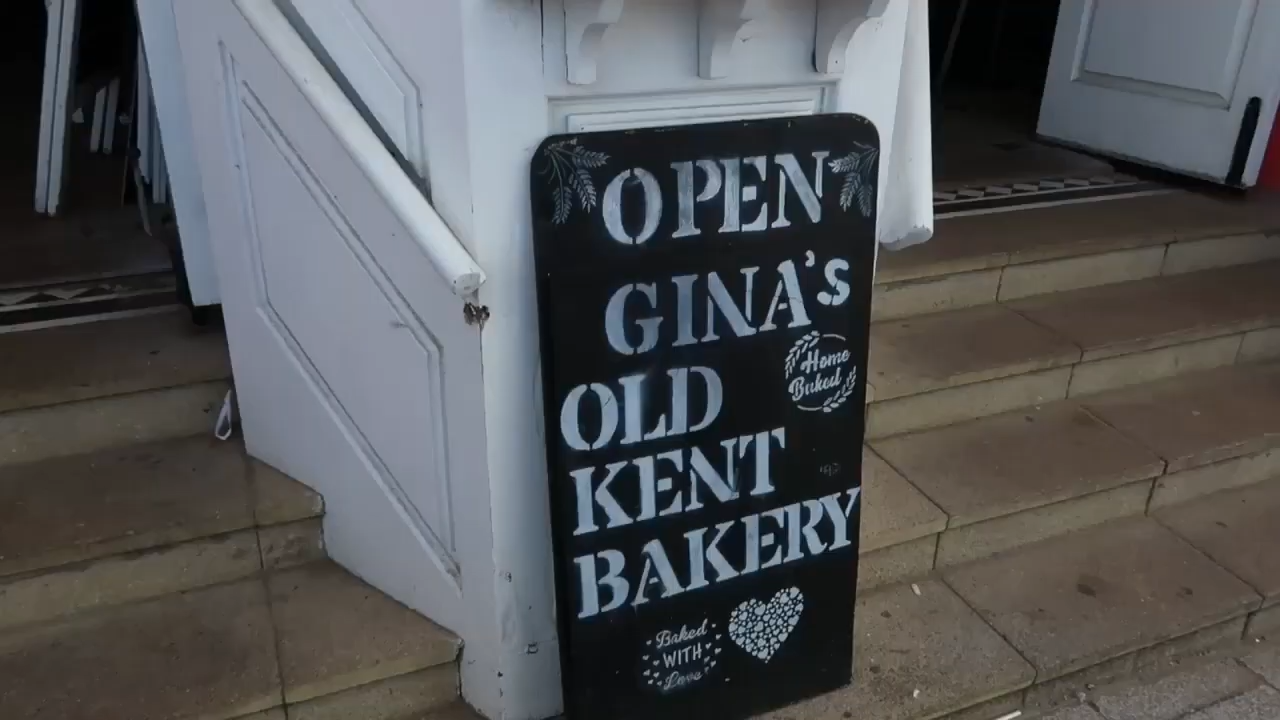 OPEN
GINA'S
Home
Baked
OLD
KENT
BAKERY
Baked
WITH
Love